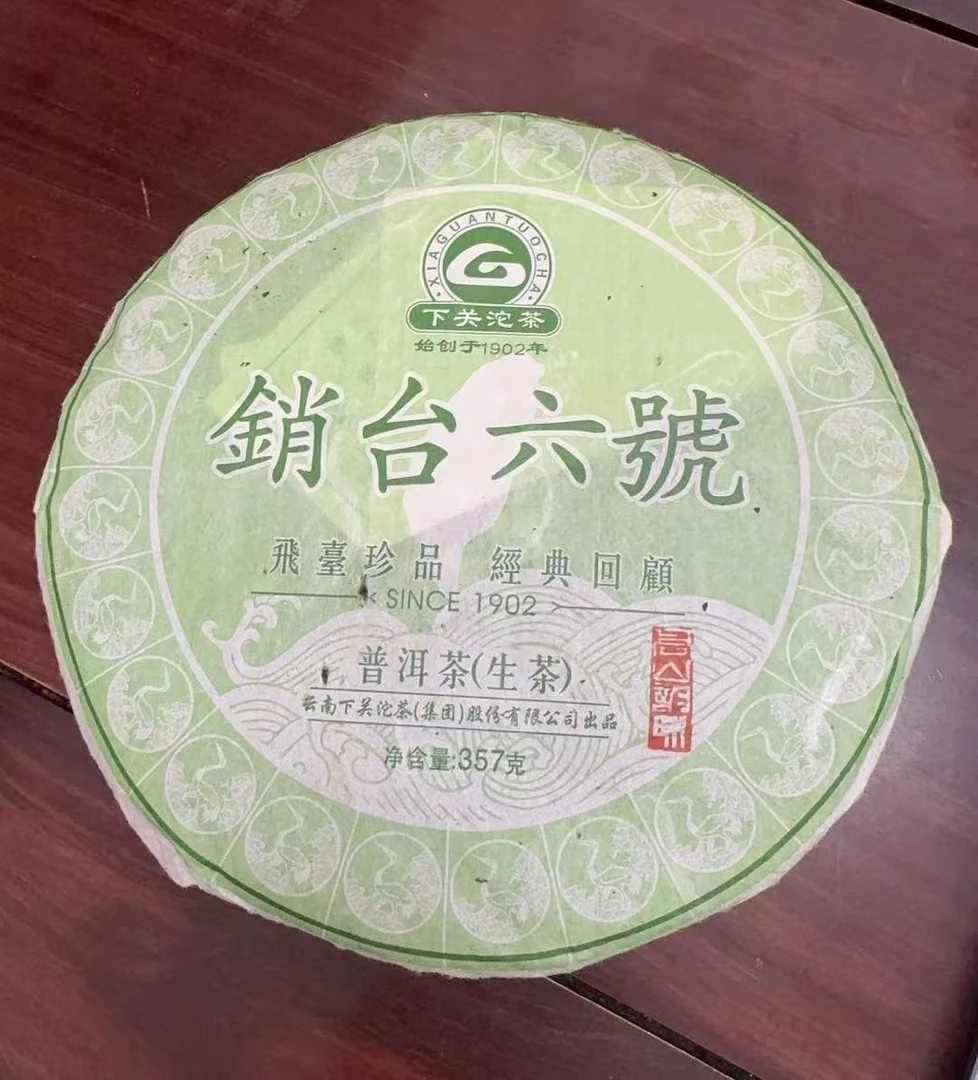 XIAGUAN TUOCHA
下关沱茶
始创于1902年
銷台六號
飛臺珍品 經典回顧
SINCE 1902
普洱茶(生茶)
云南下关沱茶(集团)股份有限公司出品
净含量:357克